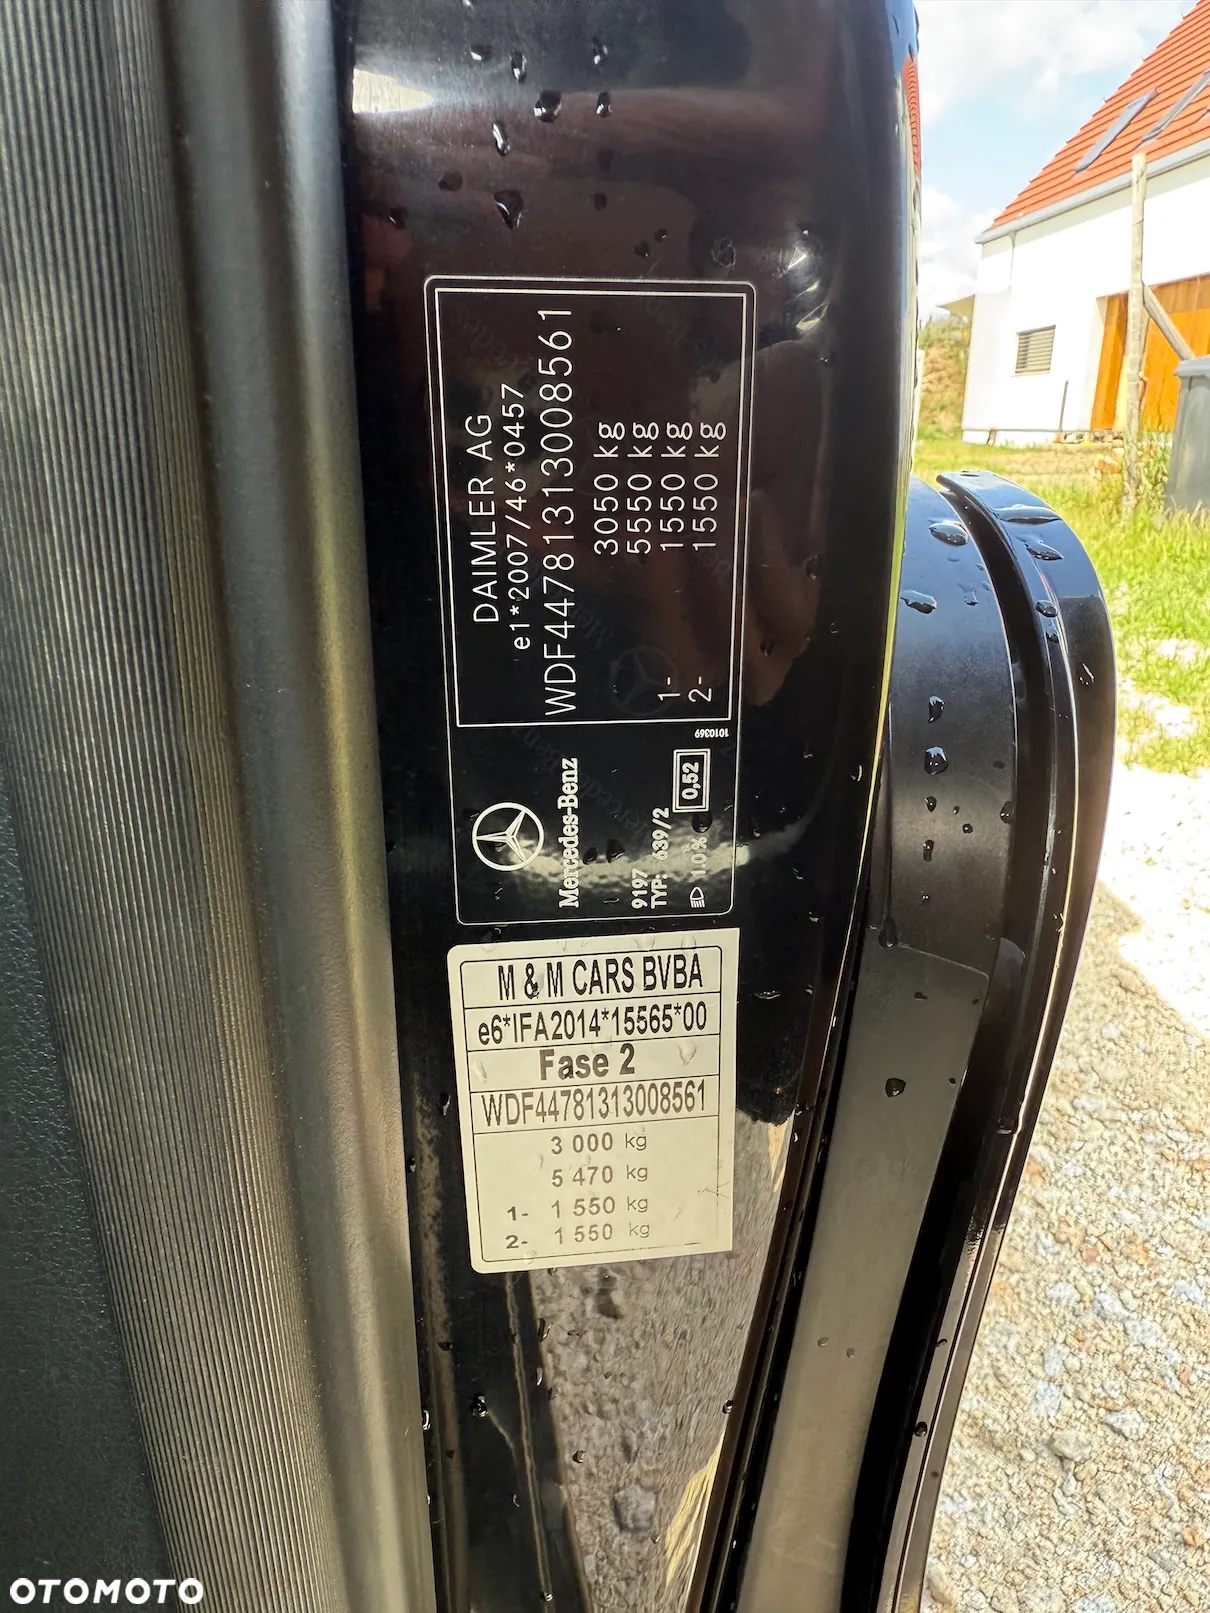 DAIMLER AG
e1*2007/46*0457
WDF44781313008561
3050 kg
5550 kg
1- 1550 kg
2- 1550 kg
1010369
Mercedes-Benz
9197
TYP: 639/2
0,52
1.0%
M & M CARS BVBA
e6*IFA2014*15565*00
Fase 2
WDF44781313008561
3 000 kg
5 470 kg
1- 1 550 kg
2- 1 550 kg
OTOMOTO